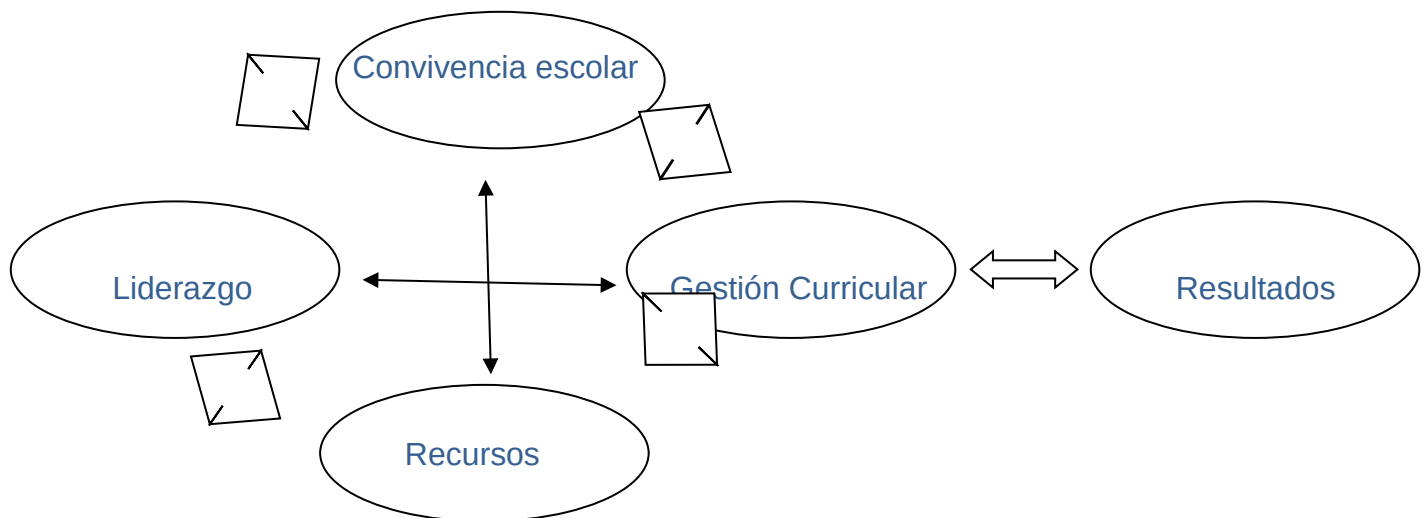 Convivencia escolar
Liderazgo
Gestión Curricular
Resultados
Recursos